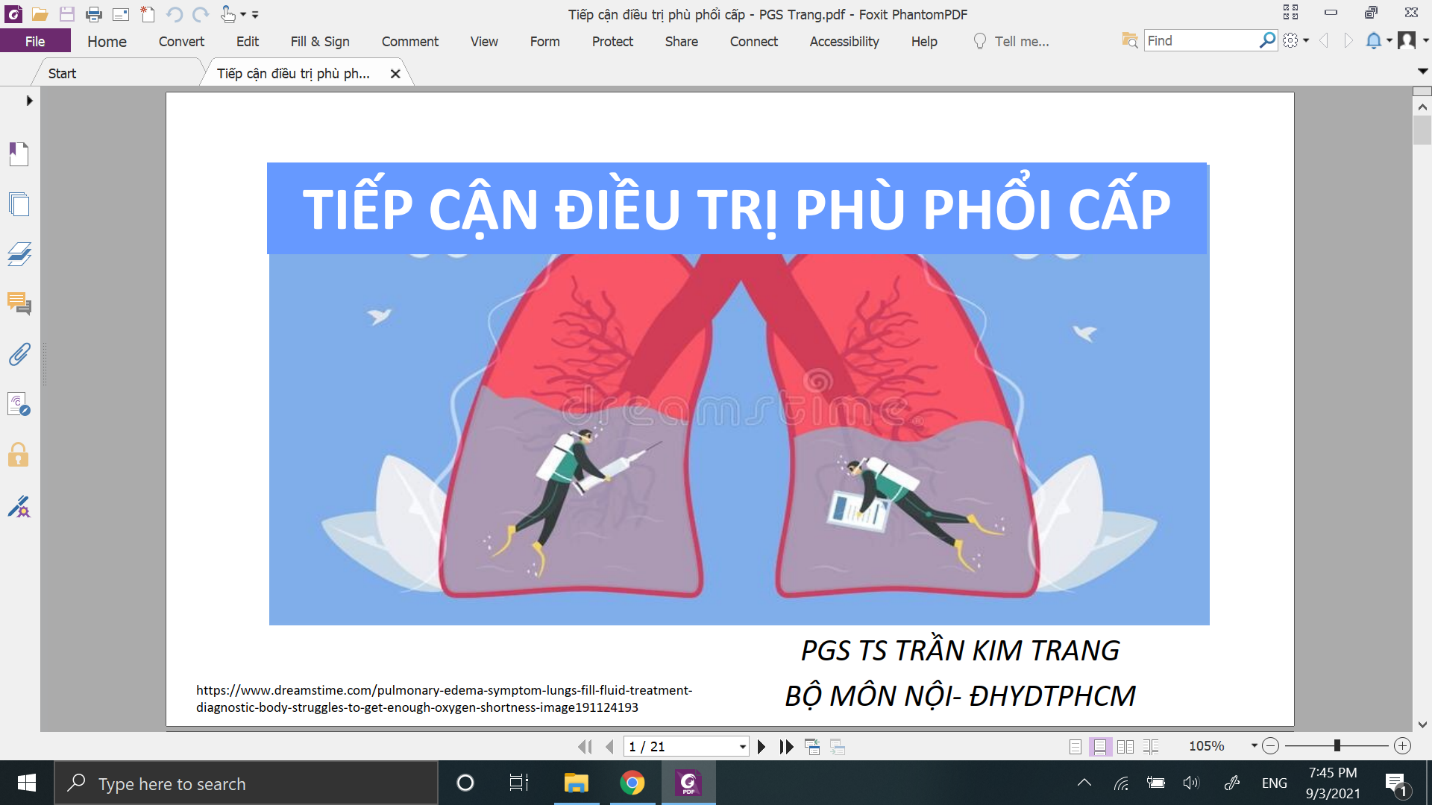 Tiếp cận điều trị phù phổi cấp - PGS Trang.pdf - Foxit PhantomPDF
File Home Convert Edit Fill & Sign Comment View Form Protect Share Connect Accessibility Help Tell me... Find
Start Tiếp cận điều trị phù ph...
TIẾP CẬN ĐIỀU TRỊ PHÙ PHỔI CẤP
dreamstime
PGS TS TRẦN KIM TRANG
BỘ MÔN NỘI- ĐHYDTPHCM
https://www.dreamstime.com/pulmonary-edema-symptom-lungs-fill-fluid-treatment-
diagnostic-body-struggles-to-get-enough-oxygen-shortness-image191124193
1 / 21
105%
Type here to search
PDF
ENG
7:45 PM
9/3/2021
1